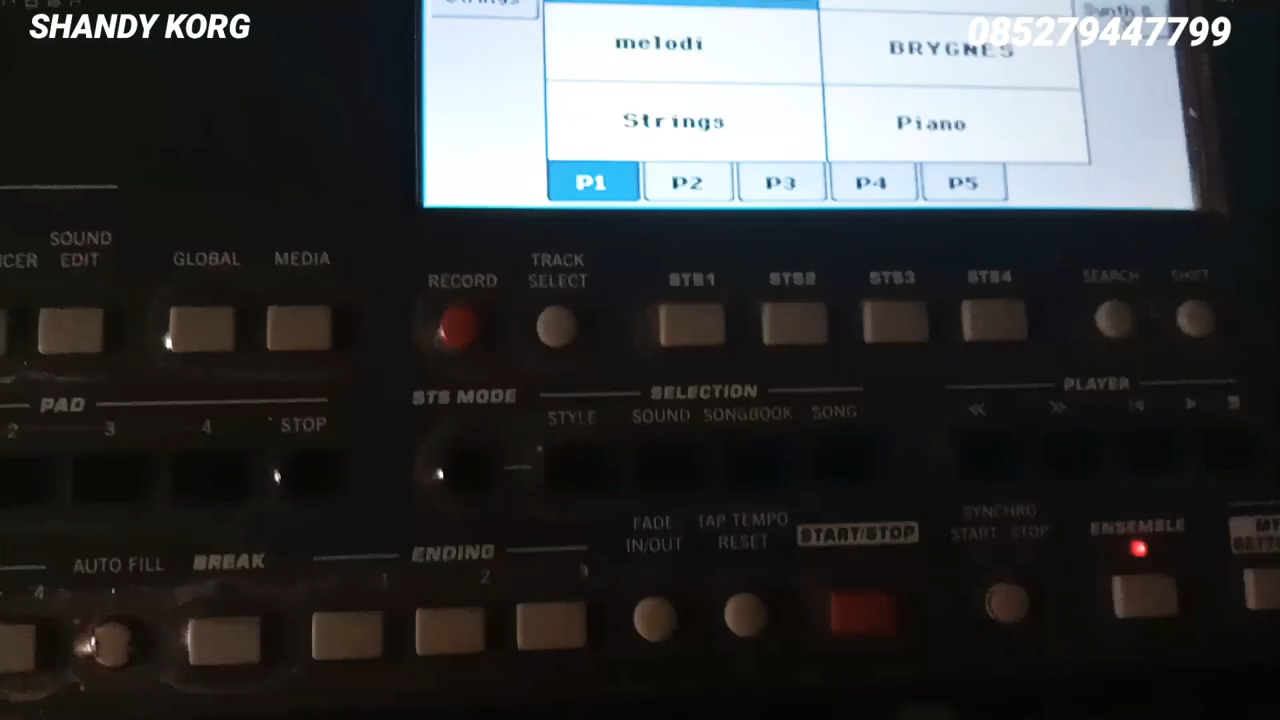 SHANDY KORG
085279447799
Strings
Synth &
melodi
BRYGNES
Strings
Piano
P1 P2 P3 P4 P5
SOUND
EDIT
GLOBAL
MEDIA
RECORD
TRACK
SELECT
STS1
STS2
STS3
STS4
SEARCH
SHIFT
PAD
2 3 4 STOP
STS MODE
SELECTION
STYLE SOUND SONGBOOK SONG
PLAYER
AUTO FILL
BREAK
4
ENDING
1 2 3
FADE
IN/OUT
TAP TEMPO
RESET
START/STOP
SYNCHRO
START STOP
ENSEMBLE